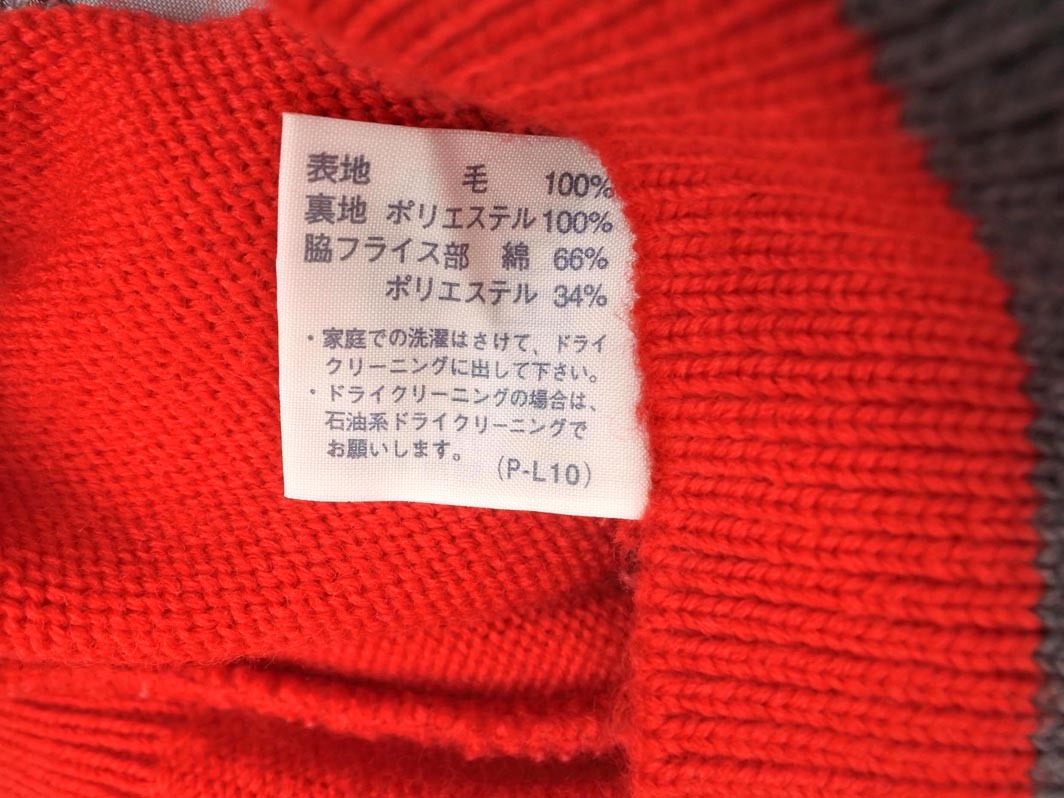 表地 毛 100%
裏地 ポリエステル 100%
脇フライス部 綿 66%
ポリエステル 34%
・家庭での洗濯はさけて、ドライ
クリーニングに出して下さい。
・ドライクリーニングの場合は、
石油系ドライクリーニングで
お願いします。
(P-L10)